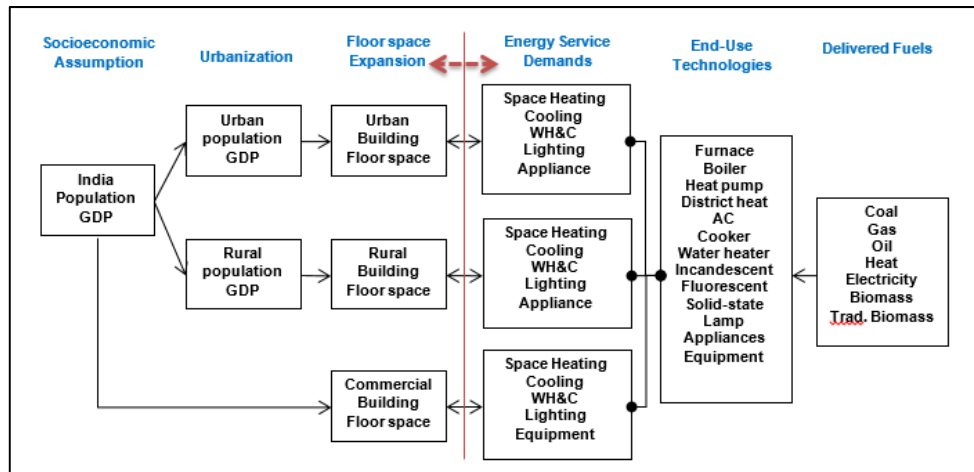 Socioeconomic
Assumption
Urbanization
Floor space
Expansion
Energy Service
Demands
End-Use
Technologies
Delivered Fuels
India
Population
GDP
Urban
population
GDP
Rural
population
GDP
Urban
Building
Floor space
Rural
Building
Floor space
Commercial
Building
Floor space
Space Heating
Cooling
WH&C
Lighting
Appliance
Space Heating
Cooling
WH&C
Lighting
Appliance
Space Heating
Cooling
WH&C
Lighting
Equipment
Furnace
Boiler
Heat pump
District heat
AC
Cooker
Water heater
Incandescent
Fluorescent
Solid-state
Lamp
Appliances
Equipment
Coal
Gas
Oil
Heat
Electricity
Biomass
Trad. Biomass